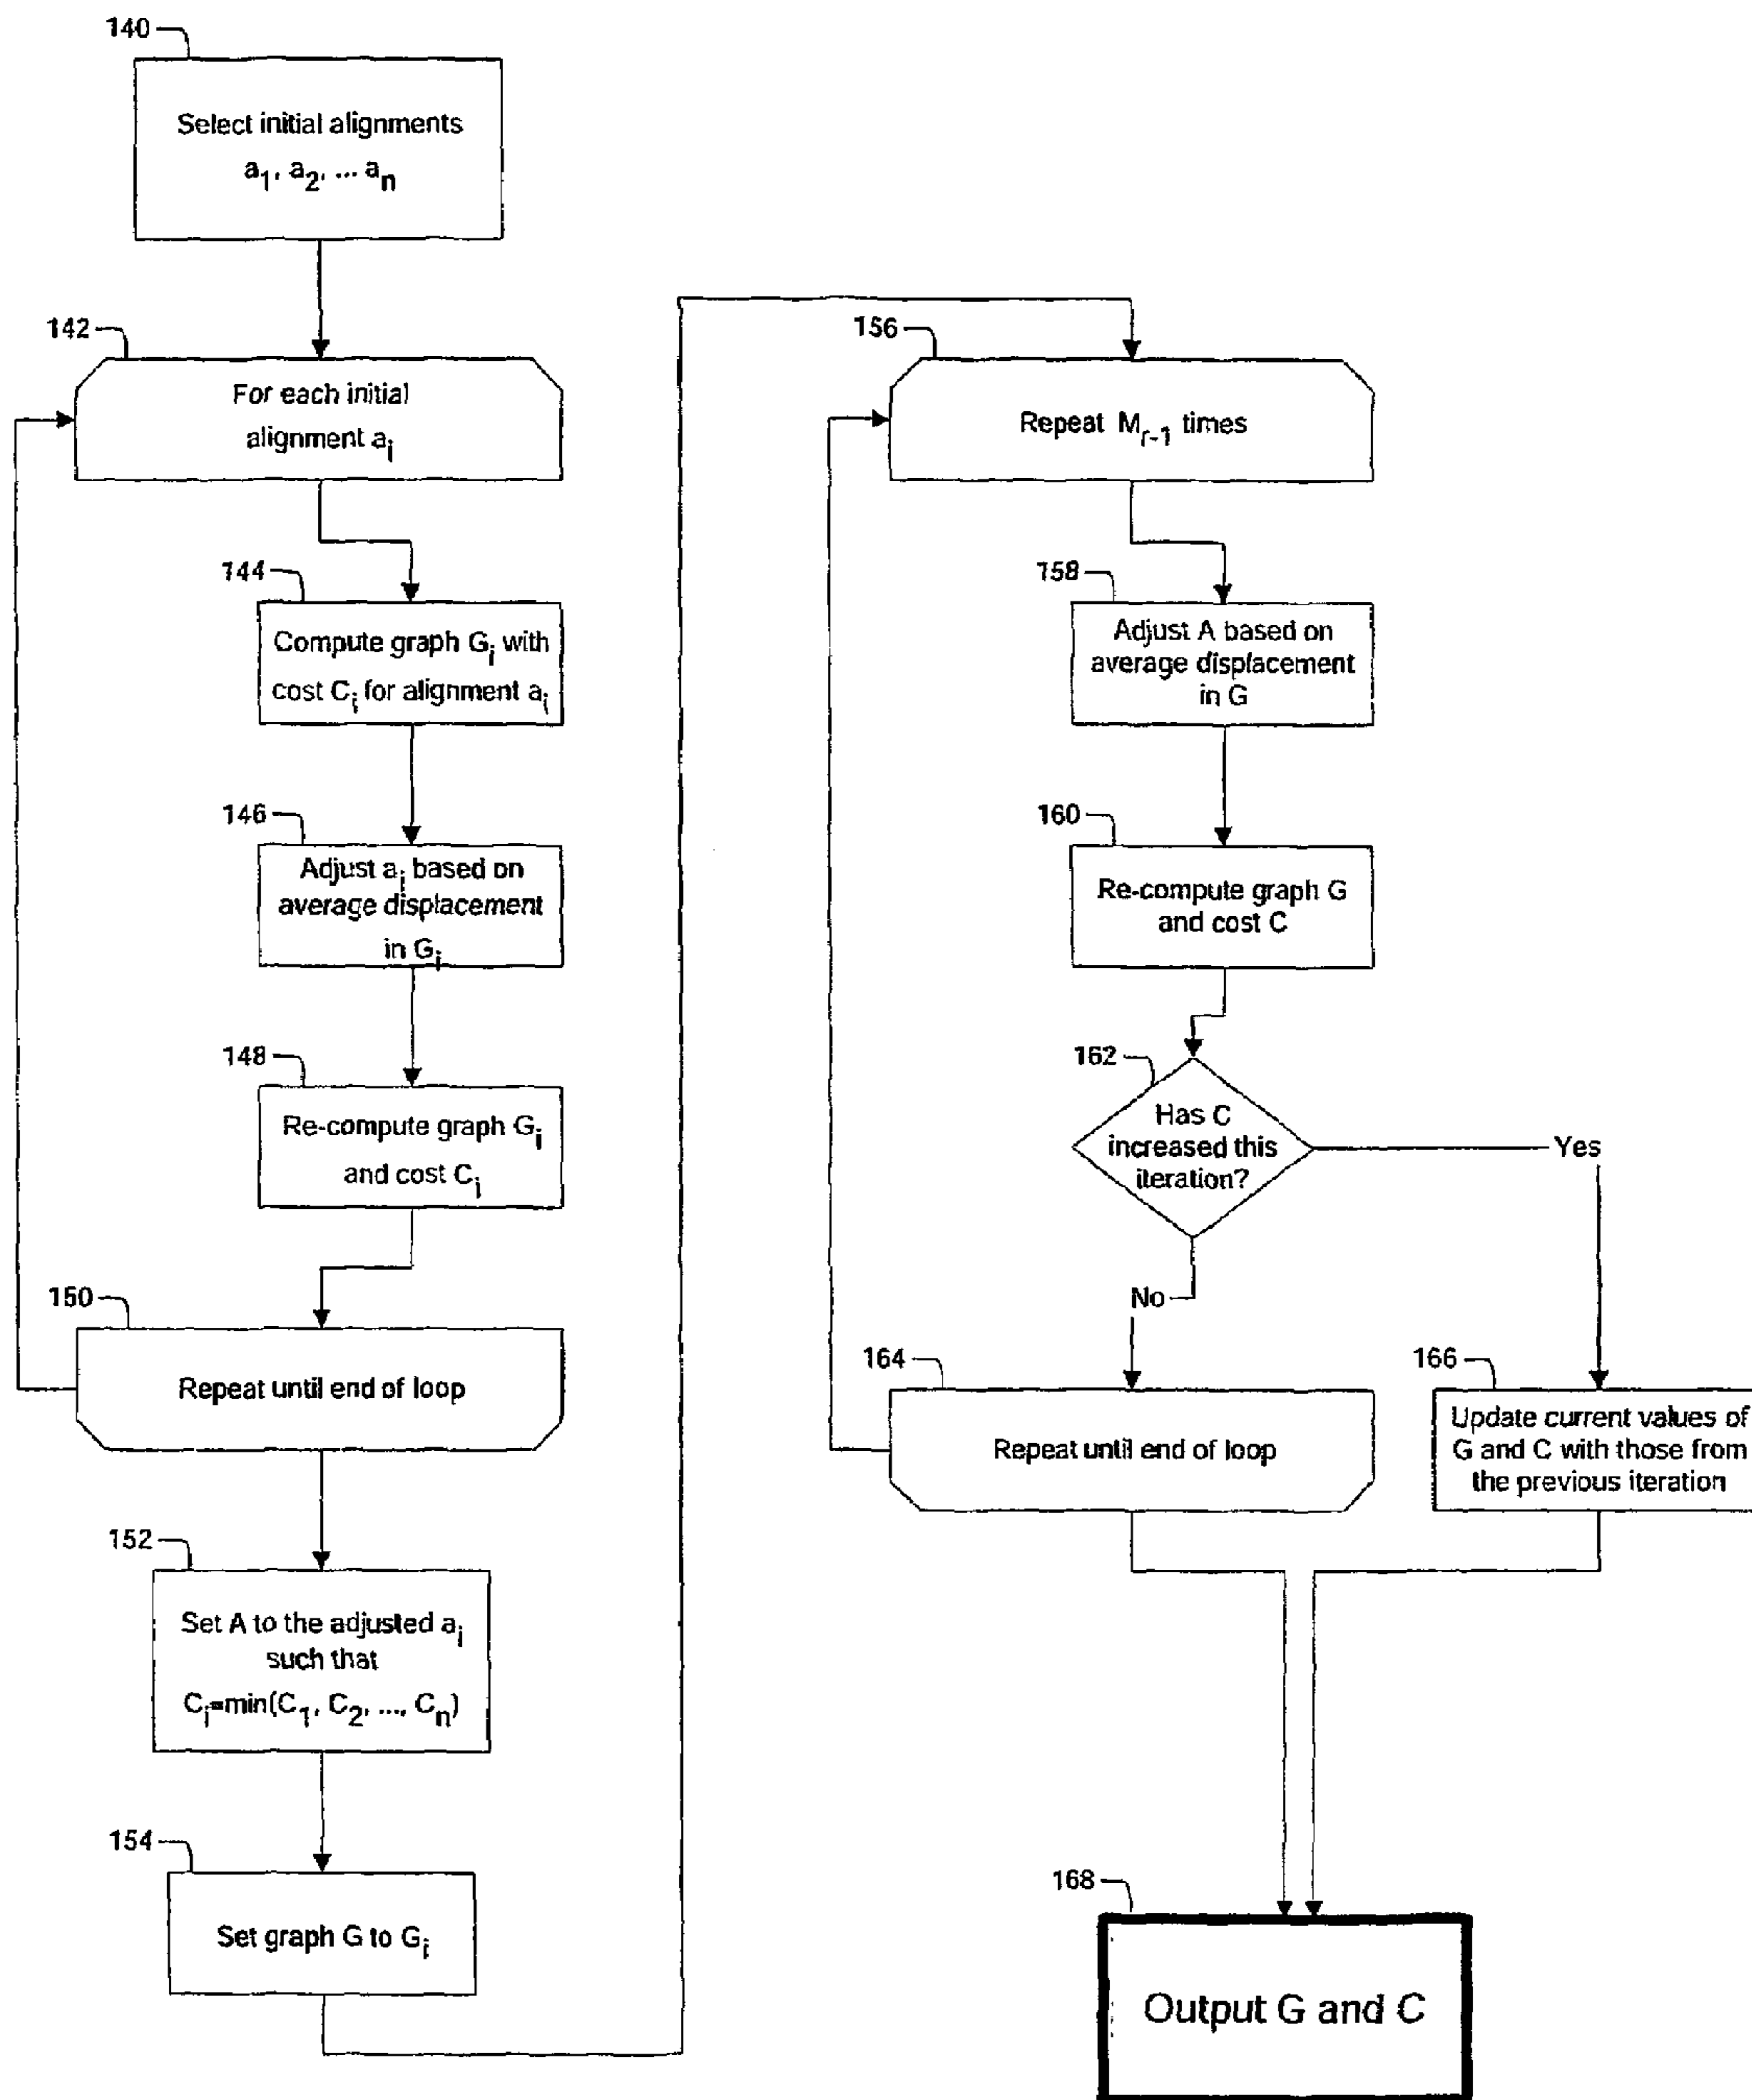 140
Select initial alignments
a1, a2, ... an
142
For each initial
alignment ai
144
Compute graph Gi with
cost Ci for alignment ai
146
Adjust ai based on
average displacement
in Gi
148
Re-compute graph Gi
and cost Ci
150
Repeat until end of loop
152
Set A to the adjusted ai
such that
Ci=min(C1, C2, ..., Cn)
154
Set graph G to Gi
156
Repeat Mr-1 times
158
Adjust A based on
average displacement
in G
160
Re-compute graph G
and cost C
162
Has C
increased this
iteration?
Yes
No
164
Repeat until end of loop
166
Update current values of
G and C with those from
the previous iteration
168
Output G and C